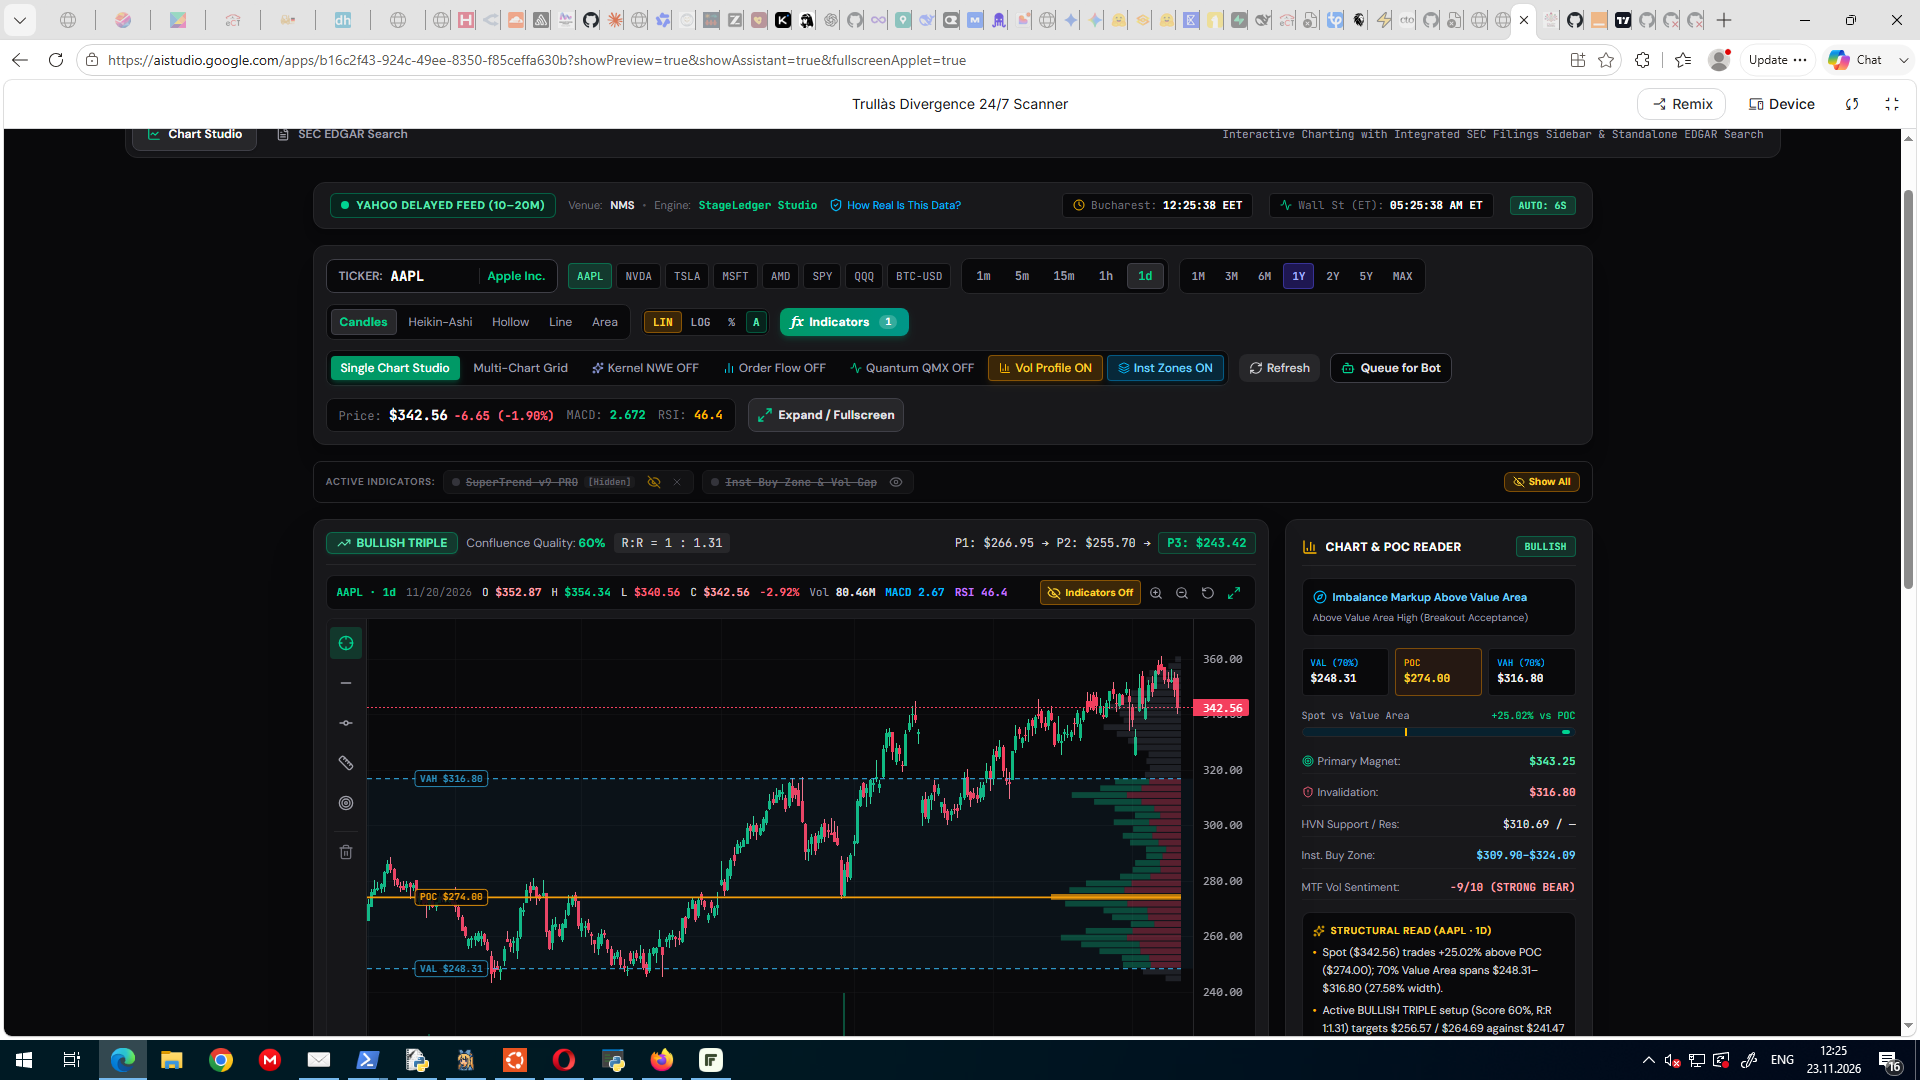 https://aistudio.google.com/apps/b16c2f43-924c-49ee-8350-f85ceffa630b?showPreview=true&showAssistant=true&fullscreenApplet=true
Update
Chat
Trullàs Divergence 24/7 Scanner
Remix
Device
Chart Studio
SEC EDGAR Search
Interactive Charting with Integrated SEC Filings Sidebar & Standalone EDGAR Search
YAHOO DELAYED FEED (10–20M)
Venue: NMS • Engine: StageLedger Studio
How Real Is This Data?
Bucharest: 12:25:38 EET
Wall St (ET): 05:25:38 AM ET
AUTO: 6S
TICKER: AAPL Apple Inc.
AAPL NVDA TSLA MSFT AMD SPY QQQ BTC-USD
1m 5m 15m 1h 1d
1M 3M 6M 1Y 2Y 5Y MAX
Candles Heikin-Ashi Hollow Line Area
LIN LOG % A
fx Indicators 1
Single Chart Studio Multi-Chart Grid Kernel NWE OFF Order Flow OFF Quantum QMX OFF Vol Profile ON Inst Zones ON
Refresh
Queue for Bot
Price: $342.56 -6.65 (-1.90%) MACD: 2.672 RSI: 46.4
Expand / Fullscreen
ACTIVE INDICATORS: SuperTrend v9 PRO [Hidden] Inst Buy Zone & Vol Gap
Show All
BULLISH TRIPLE Confluence Quality: 60% R:R = 1 : 1.31
P1: $266.95 → P2: $255.70 → P3: $243.42
AAPL · 1d 11/20/2026 O $352.87 H $354.34 L $340.56 C $342.56 -2.92% Vol 80.46M MACD 2.67 RSI 46.4
Indicators Off
360.00
342.56
320.00
300.00
280.00
260.00
240.00
VAH $316.80
POC $274.00
VAL $248.31
CHART & POC READER
BULLISH
Imbalance Markup Above Value Area
Above Value Area High (Breakout Acceptance)
VAL (70%)
$248.31
POC
$274.00
VAH (70%)
$316.80
Spot vs Value Area +25.02% vs POC
Primary Magnet: $343.25
Invalidation: $316.80
HVN Support / Res: $310.69 / —
Inst. Buy Zone: $309.90–$324.09
MTF Vol Sentiment: -9/10 (STRONG BEAR)
STRUCTURAL READ (AAPL · 1D)
• Spot ($342.56) trades +25.02% above POC
($274.00); 70% Value Area spans $248.31–
$316.80 (27.58% width).
• Active BULLISH TRIPLE setup (Score 60%, R:R
1:1.31) targets $256.57 / $264.69 against $241.47
ENG
12:25
23.11.2026
16